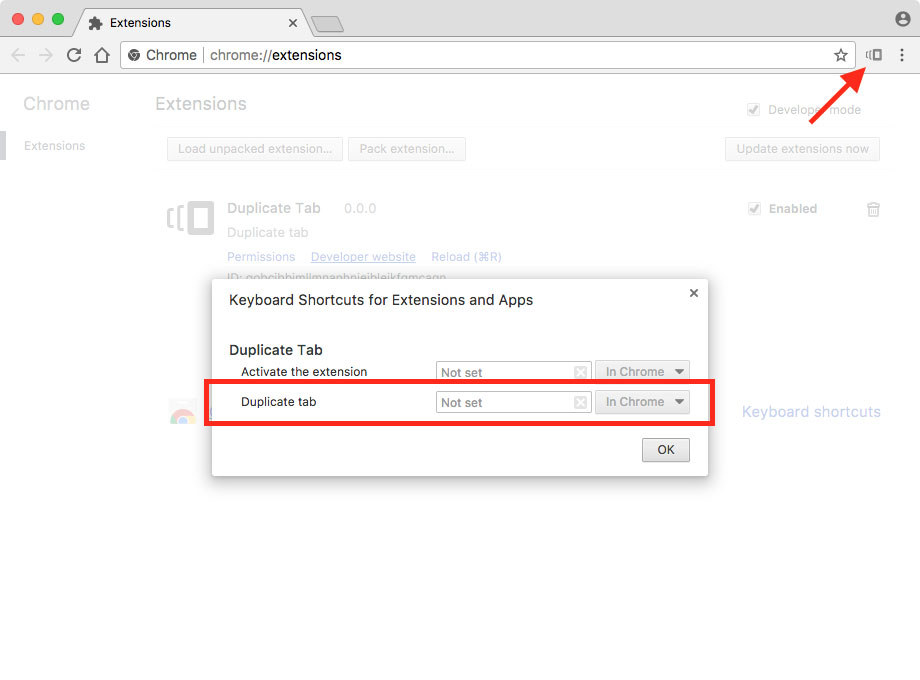 Extensions
Chrome chrome://extensions
Chrome
Extensions
Developer mode
Extensions
Load unpacked extension...
Pack extension...
Update extensions now
Duplicate Tab 0.0.0
Enabled
Duplicate tab
Permissions Developer website Reload (⌘R)
ID:
Keyboard Shortcuts for Extensions and Apps
Duplicate Tab
Activate the extension Not set In Chrome
Duplicate tab Not set In Chrome
Keyboard shortcuts
OK